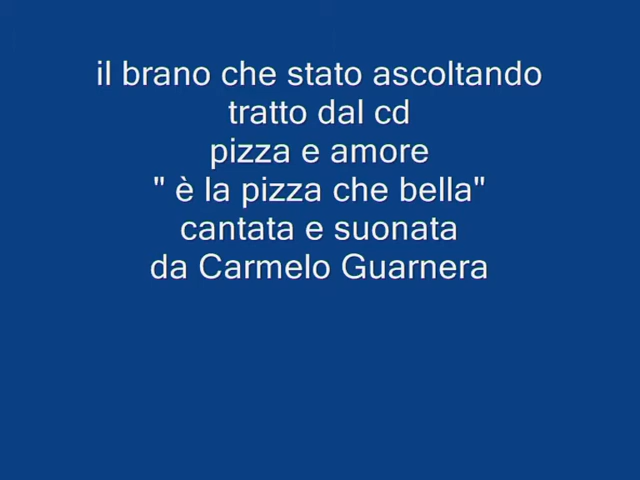 il brano che stato ascoltando
tratto dal cd
pizza e amore
" è la pizza che bella"
cantata e suonata
da Carmelo Guarnera